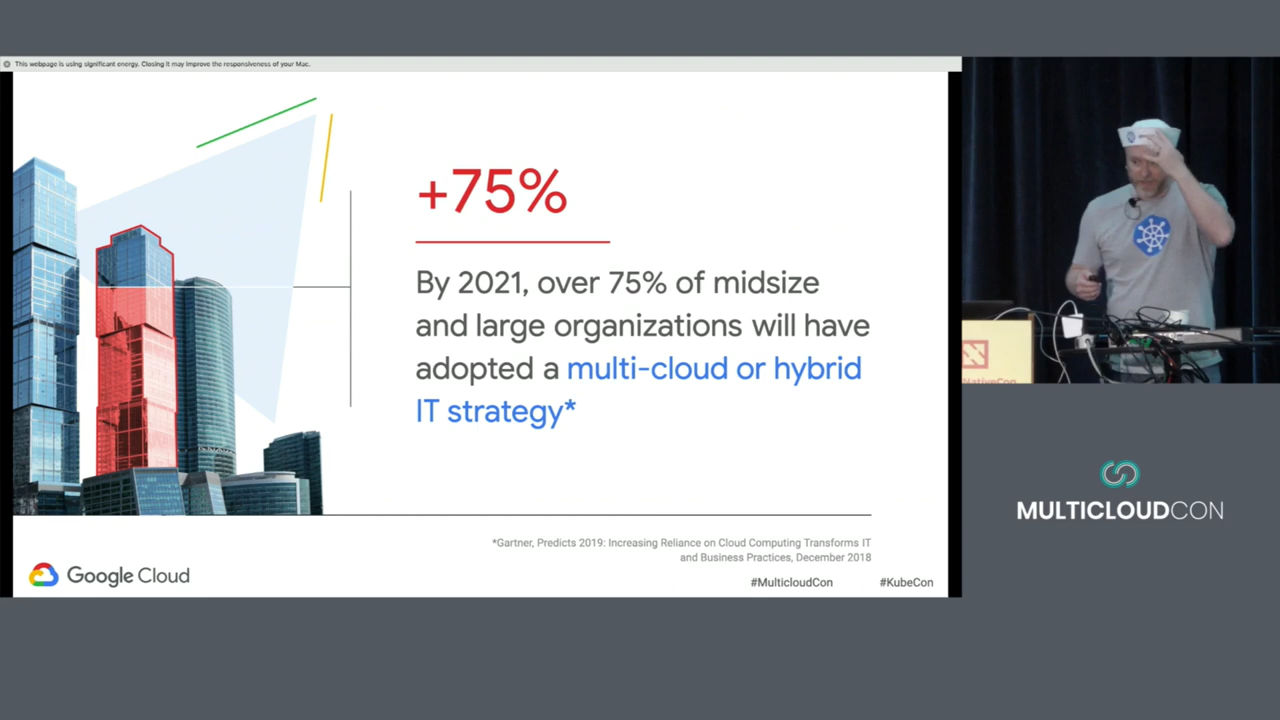 This webpage is using significant energy. Closing it may improve the responsiveness of your Mac.
+75%
By 2021, over 75% of midsize
and large organizations will have
adopted a multi-cloud or hybrid
IT strategy*
*Gartner, Predicts 2019: Increasing Reliance on Cloud Computing Transforms IT
and Business Practices, December 2018
Google Cloud
#MulticloudCon
#KubeCon
MULTICLOUDCON